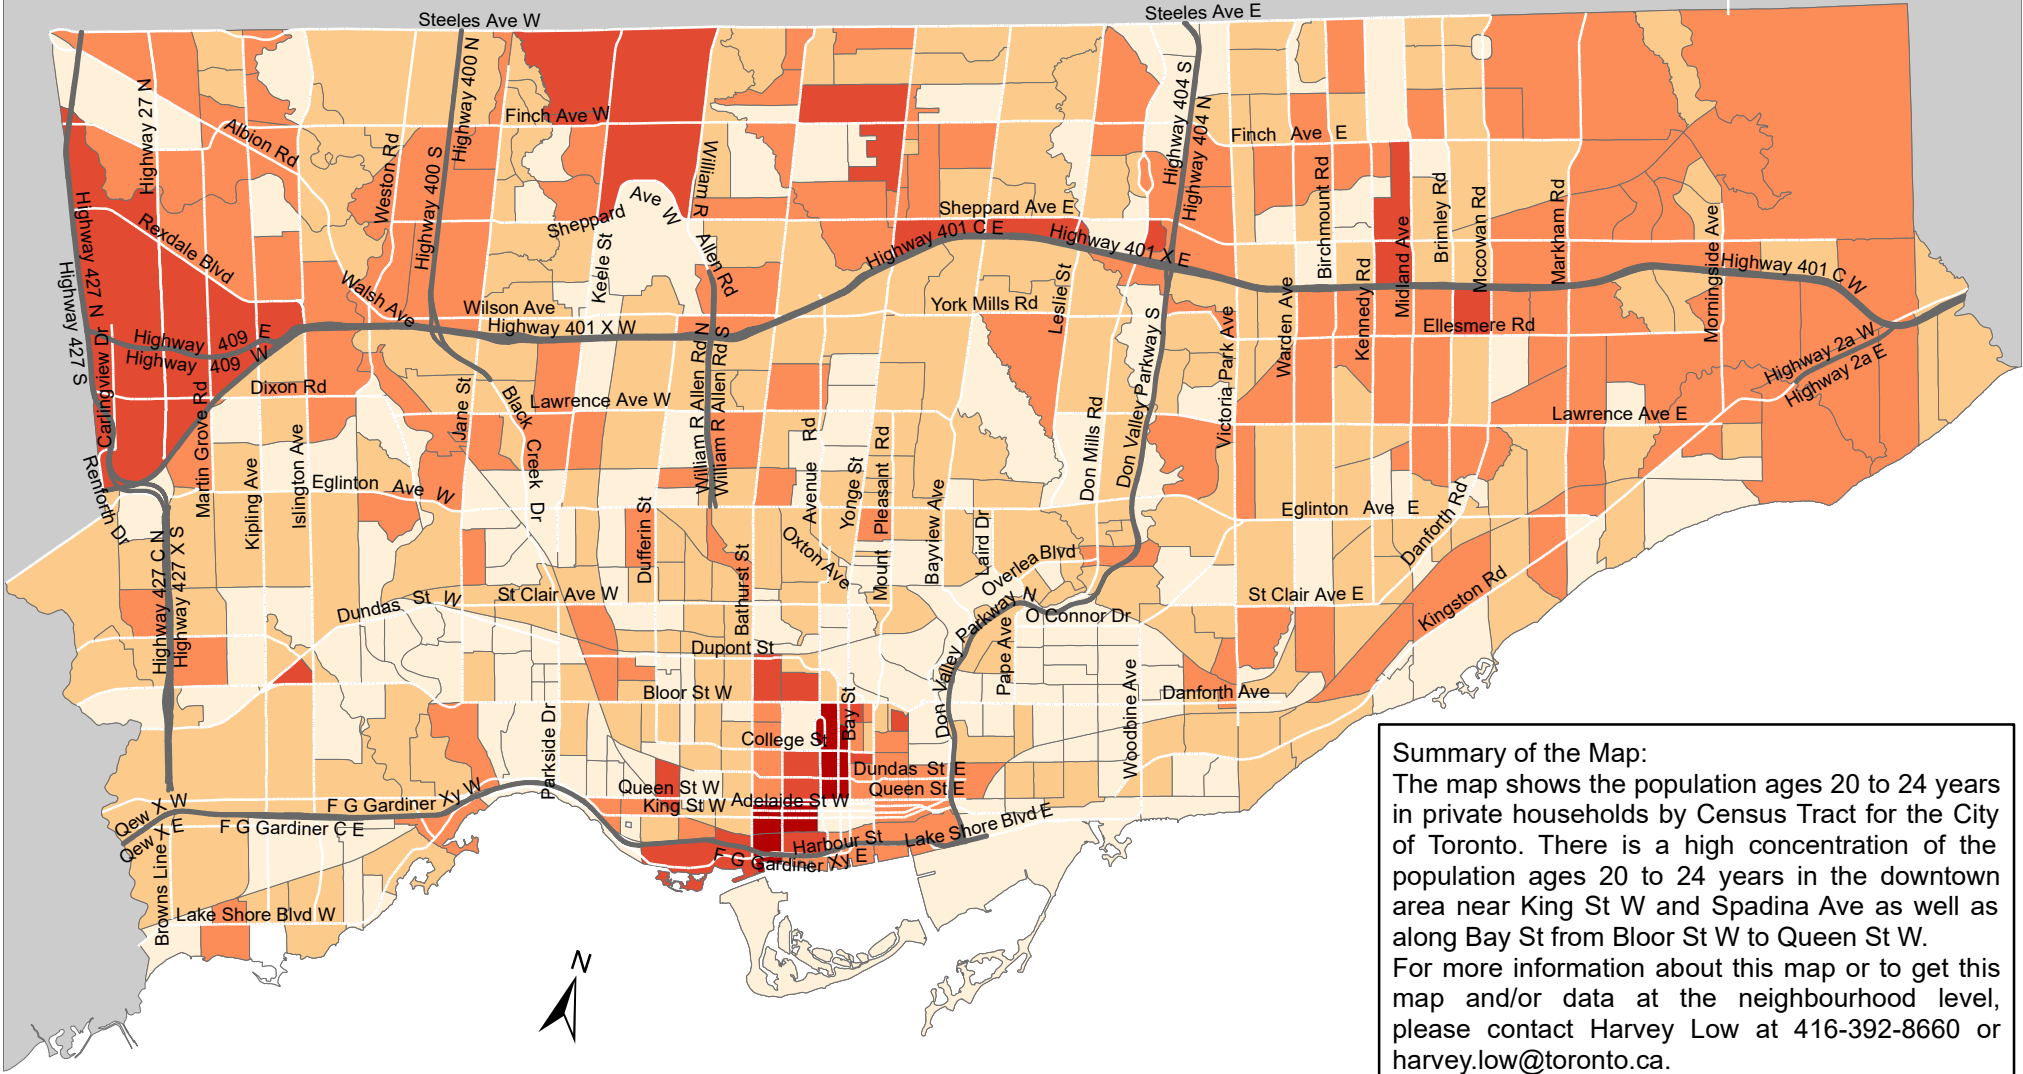 Steeles Ave W
Steeles Ave E
Highway 27 N
Highway 400 N
Finch Ave W
Highway 404 S
Highway 404 N
Finch Ave E
Albion Rd
Weston Rd
Highway 400 S
William R
Allen Rd
Sheppard Ave W
Keele St
Sheppard Ave E
Birchmount Rd
Brimley Rd
Mccowan Rd
Markham Rd
Midland Ave
Morningside Ave
Highway 427 N
Rexdale Blvd
Highway 427 S
Highway 401 C E
Highway 401 X E
Highway 401 C W
Walsh Ave
Wilson Ave
Highway 401 X W
York Mills Rd
Leslie St
Warden Ave
Kennedy Rd
Ellesmere Rd
Highway 409 E
Highway 409 W
Carlingview Dr
Martin Grove Rd
Dixon Rd
Jane St
Black Creek Dr
Lawrence Ave W
William R Allen Rd N
William R Allen Rd S
Don Valley Parkway S
Victoria Park Ave
Highway 2a W
Highway 2a E
Lawrence Ave E
Renforth Dr
Kipling Ave
Islington Ave
Eglinton Ave W
Avenue Rd
Yonge St
Mount Pleasant Rd
Bayview Ave
Laird Dr
Don Mills Rd
Eglinton Ave E
Danforth Rd
Highway 427 C N
Highway 427 X S
Dufferin St
Bathurst St
Oxton Ave
Overlea Blvd
Dundas St W
St Clair Ave W
Don Valley Parkway N
O Connor Dr
St Clair Ave E
Kingston Rd
Dupont St
Pape Ave
Woodbine Ave
Bloor St W
Danforth Ave
Parkside Dr
Bay St
College St
Dundas St E
Queen St W
Queen St E
King St W
Adelaide St W
Qew X W
Qew X E
F G Gardiner Xy W
F G Gardiner C E
Harbour St
Lake Shore Blvd E
F G Gardiner Xy E
Browns Line
Lake Shore Blvd W
N
Summary of the Map:
The map shows the population ages 20 to 24 years
in private households by Census Tract for the City
of Toronto. There is a high concentration of the
population ages 20 to 24 years in the downtown
area near King St W and Spadina Ave as well as
along Bay St from Bloor St W to Queen St W.
For more information about this map or to get this
map and/or data at the neighbourhood level,
please contact Harvey Low at 416-392-8660 or
harvey.low@toronto.ca.